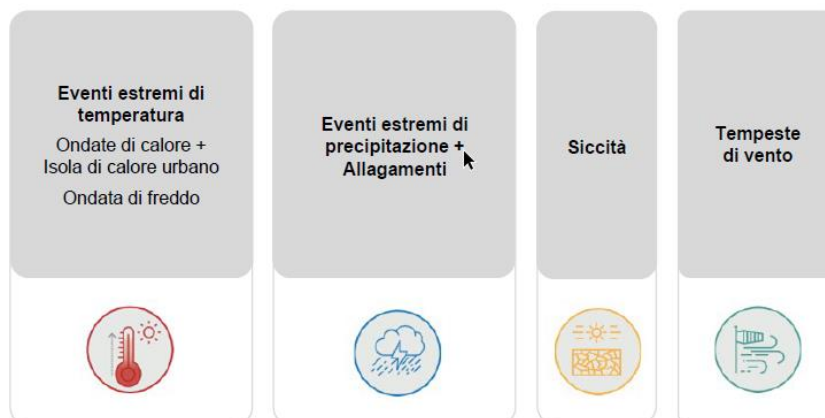 Eventi estremi di
temperatura
Ondate di calore +
Isola di calore urbano
Ondata di freddo
Eventi estremi di
precipitazione +
Allagamenti
Siccità
Tempeste
di vento